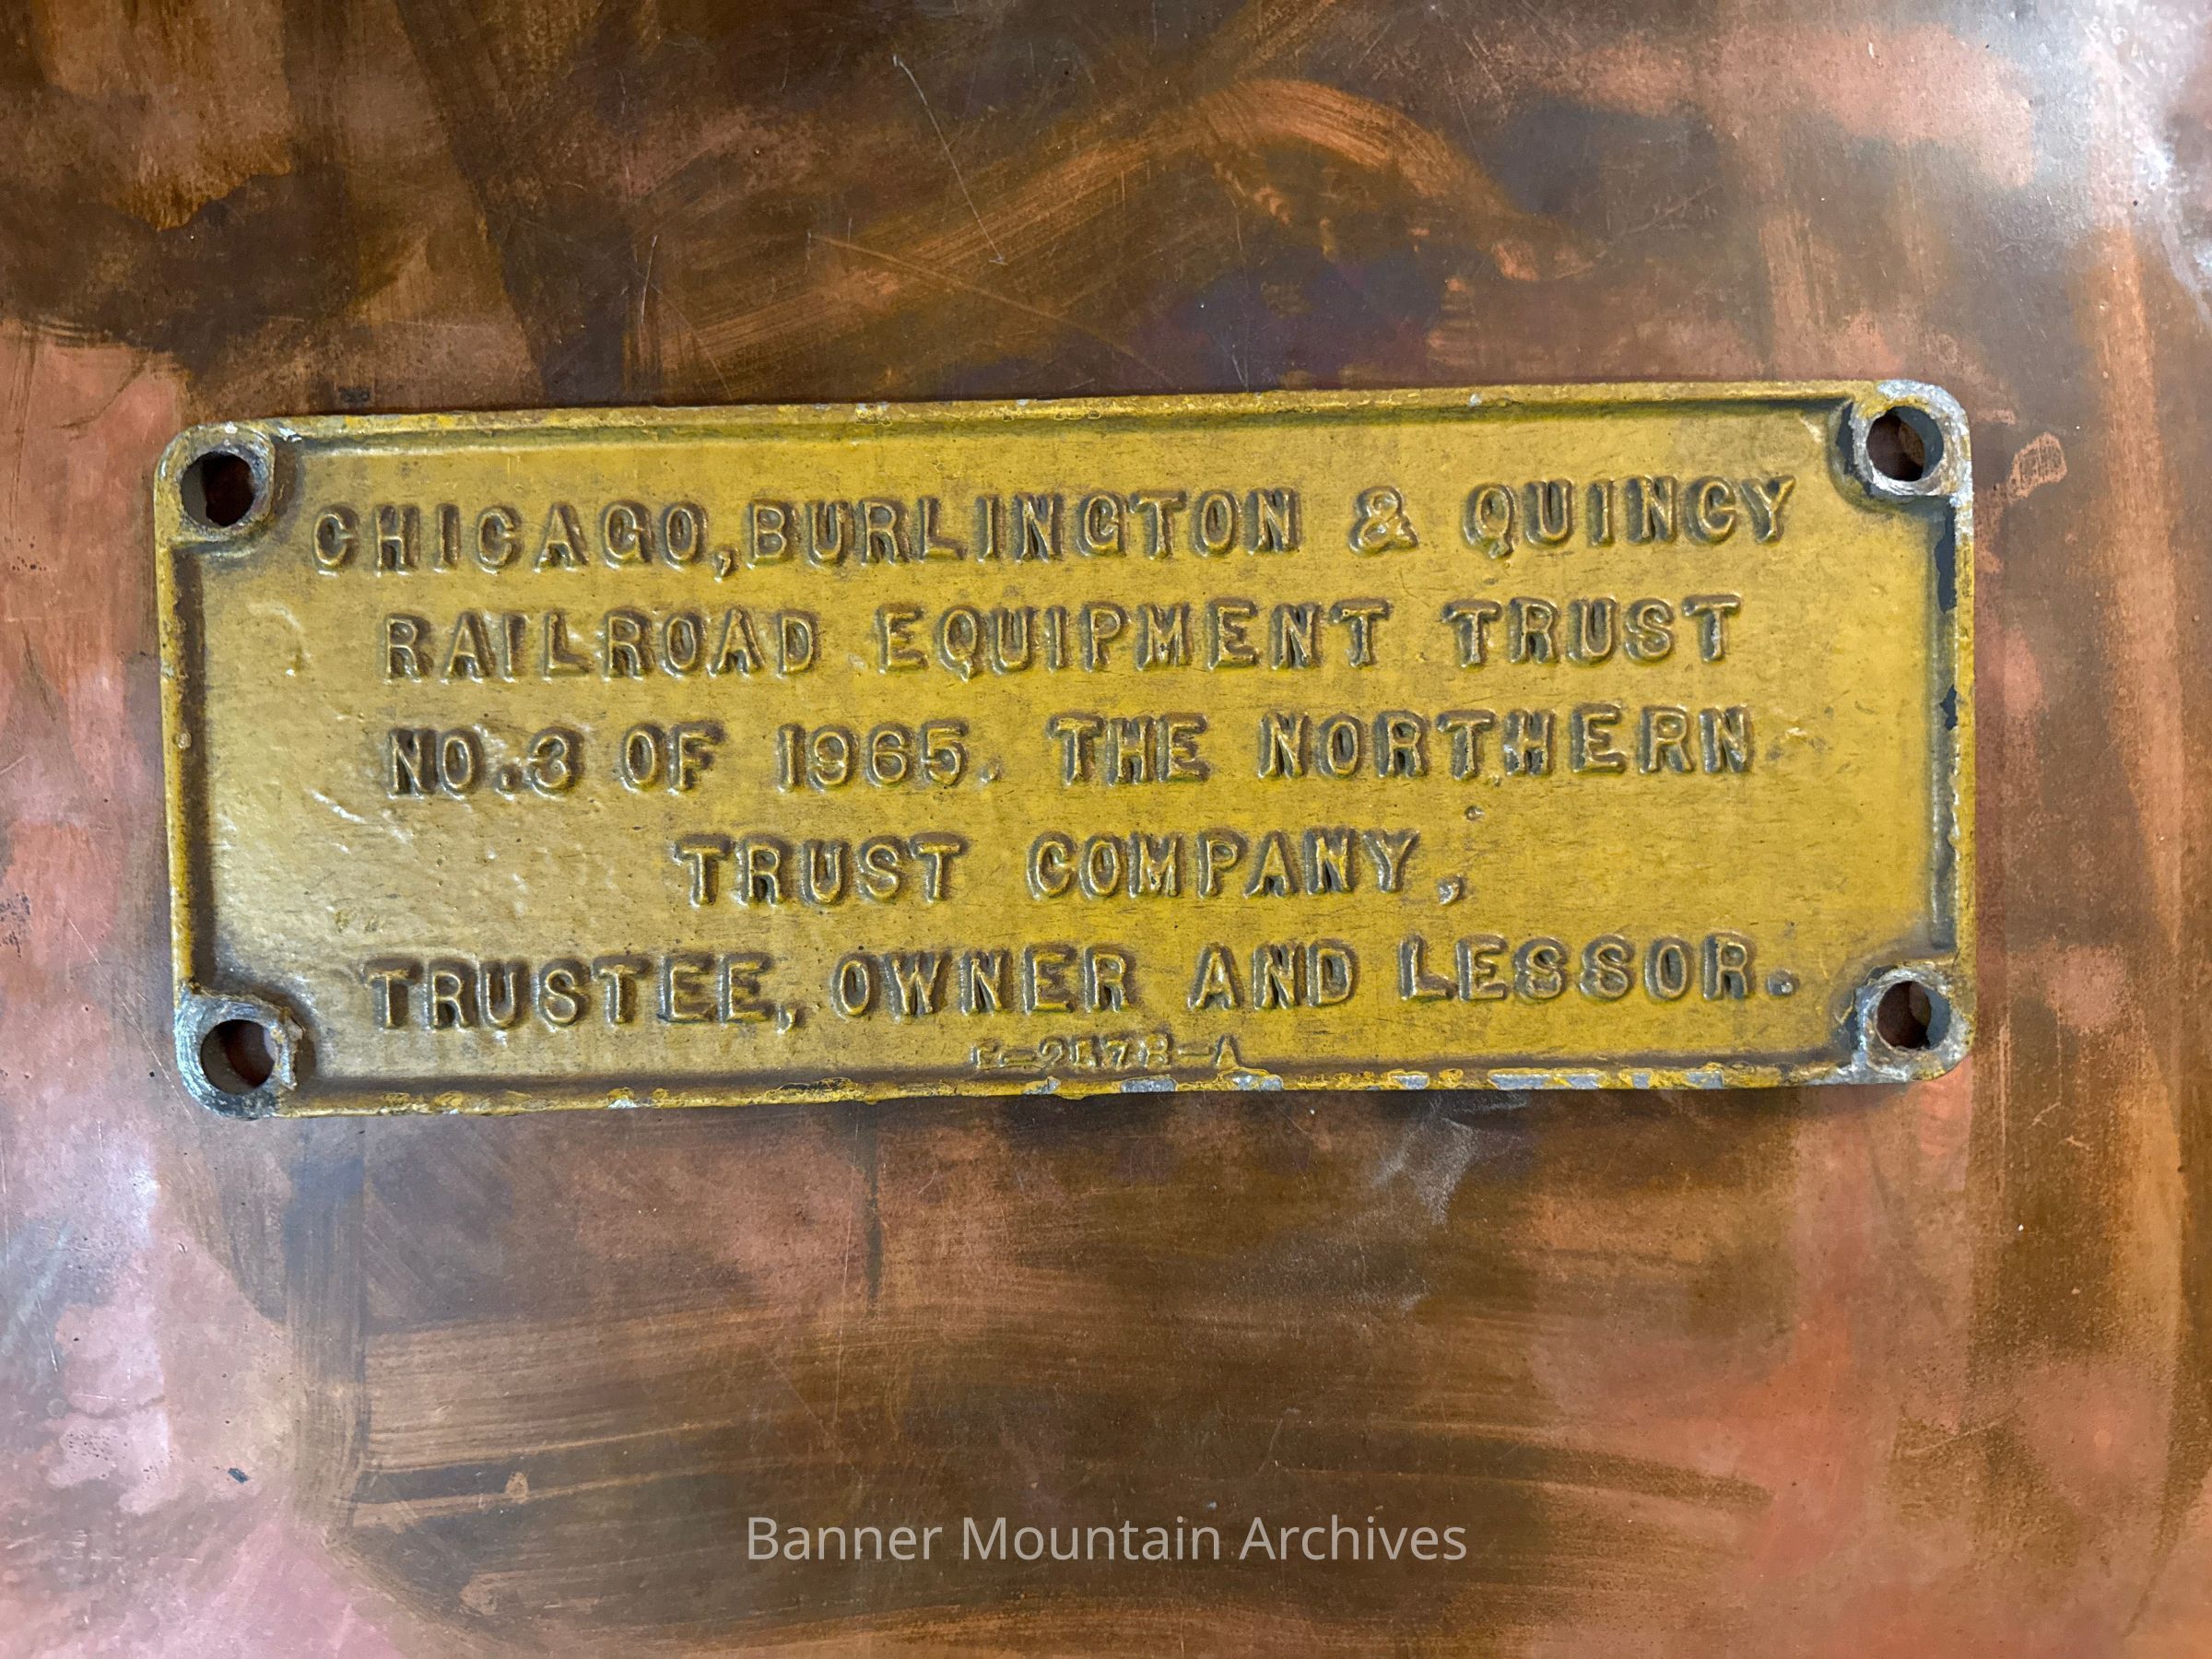 CHICAGO, BURLINGTON & QUINCY
RAILROAD EQUIPMENT TRUST
NO.3 OF 1965. THE NORTHERN
TRUST COMPANY,
TRUSTEE, OWNER AND LESSOR.
Banner Mountain Archives